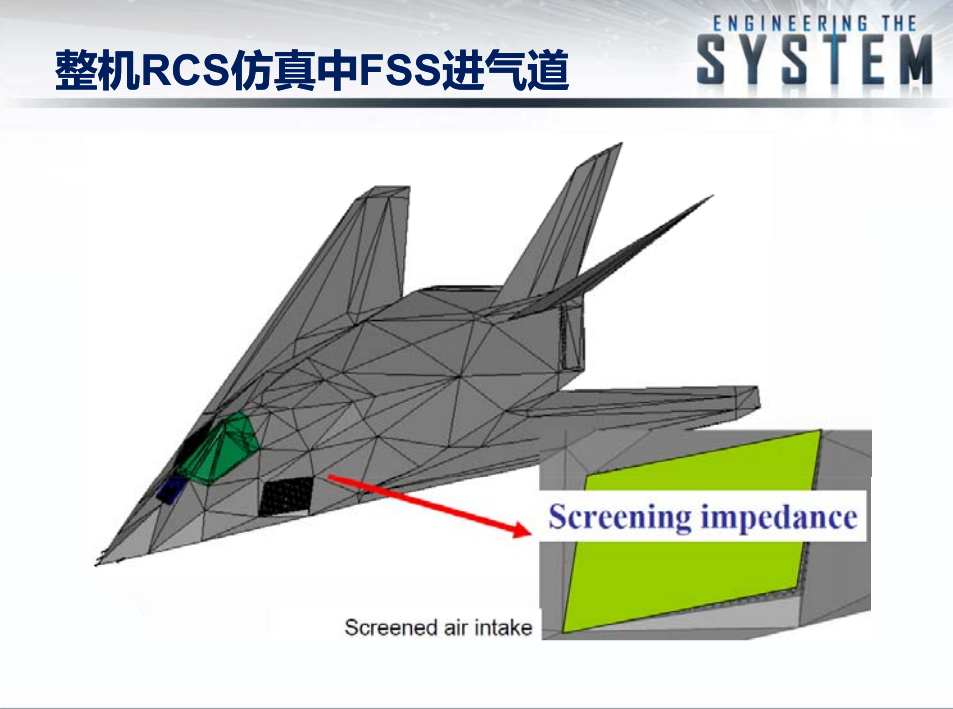 ENGINEERING THE
SYSTEM
整机RCS仿真中FSS进气道
Screening impedance
Screened air intake